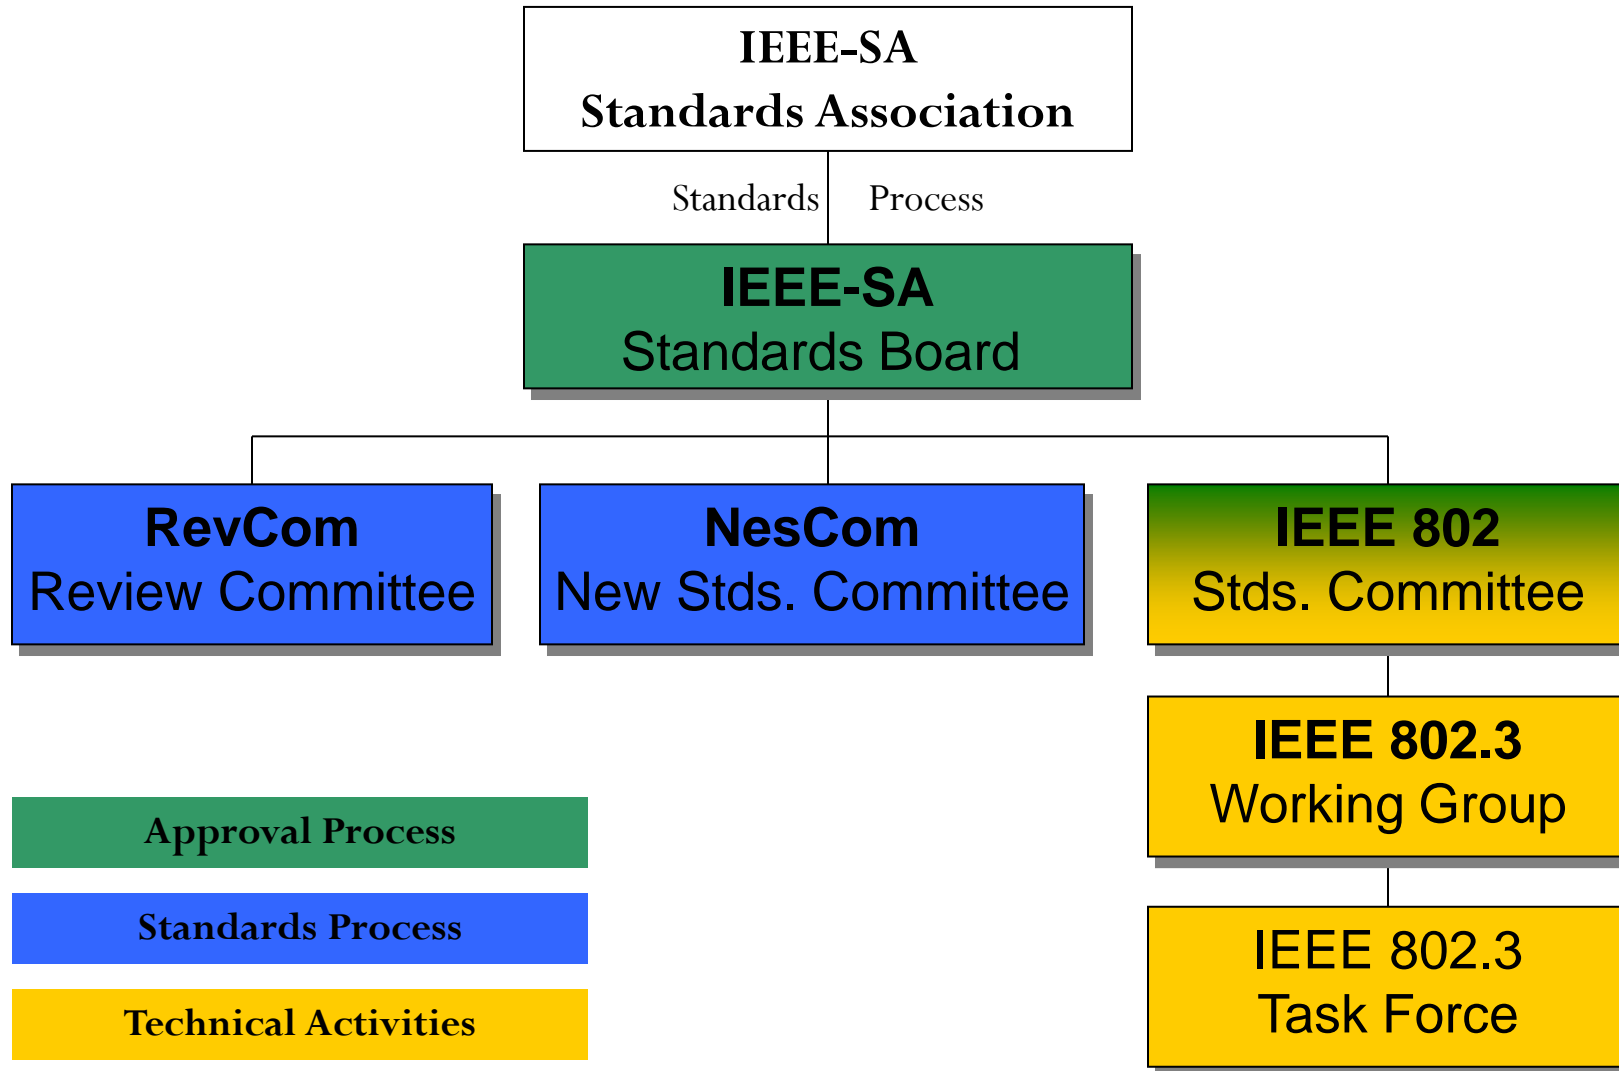 IEEE-SA
Standards Association
Standards Process
IEEE-SA
Standards Board
RevCom
Review Committee
NesCom
New Stds. Committee
IEEE 802
Stds. Committee
IEEE 802.3
Working Group
IEEE 802.3
Task Force
Approval Process
Standards Process
Technical Activities